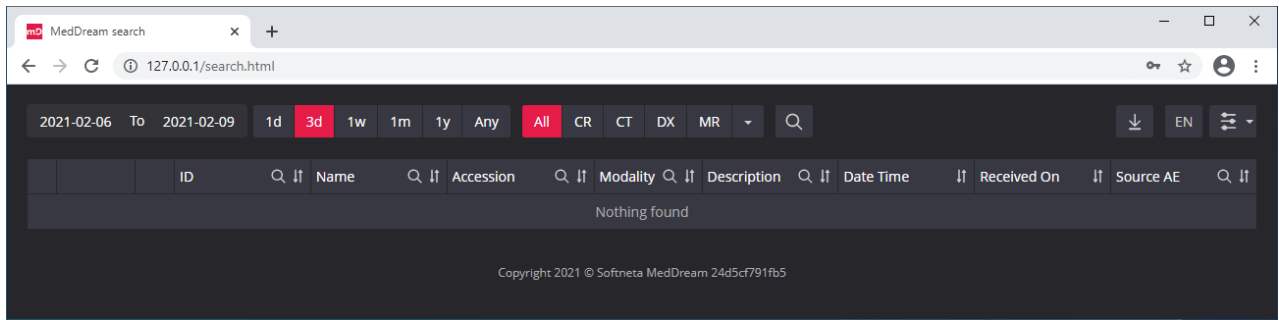 mD MedDream search
127.0.0.1/search.html
2021-02-06 To 2021-02-09 1d 3d 1w 1m 1y Any All CR CT DX MR EN
ID Name Accession Modality Description Date Time Received On Source AE
Nothing found
Copyright 2021 © Softneta MedDream 24d5cf791fb5